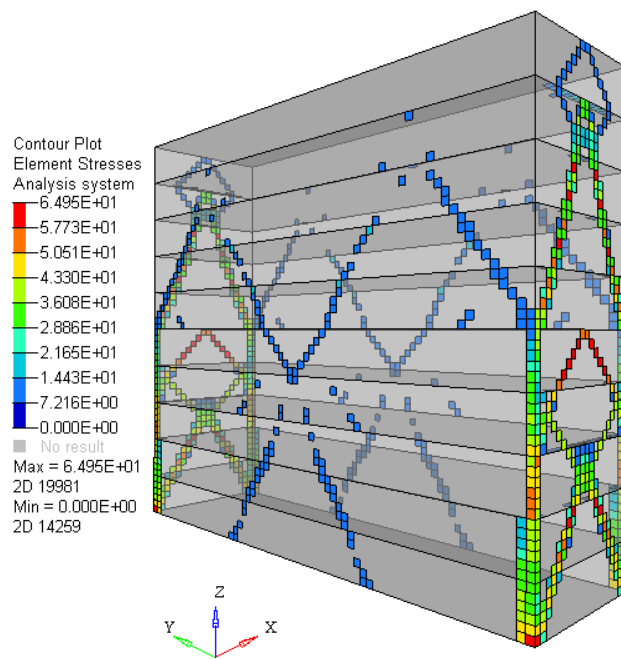 Contour Plot
Element Stresses
Analysis system
6.495E+01
5.773E+01
5.051E+01
4.330E+01
3.608E+01
2.886E+01
2.165E+01
1.443E+01
7.216E+00
0.000E+00
No result
Max = 6.495E+01
2D 19981
Min = 0.000E+00
2D 14259
Z
Y
X